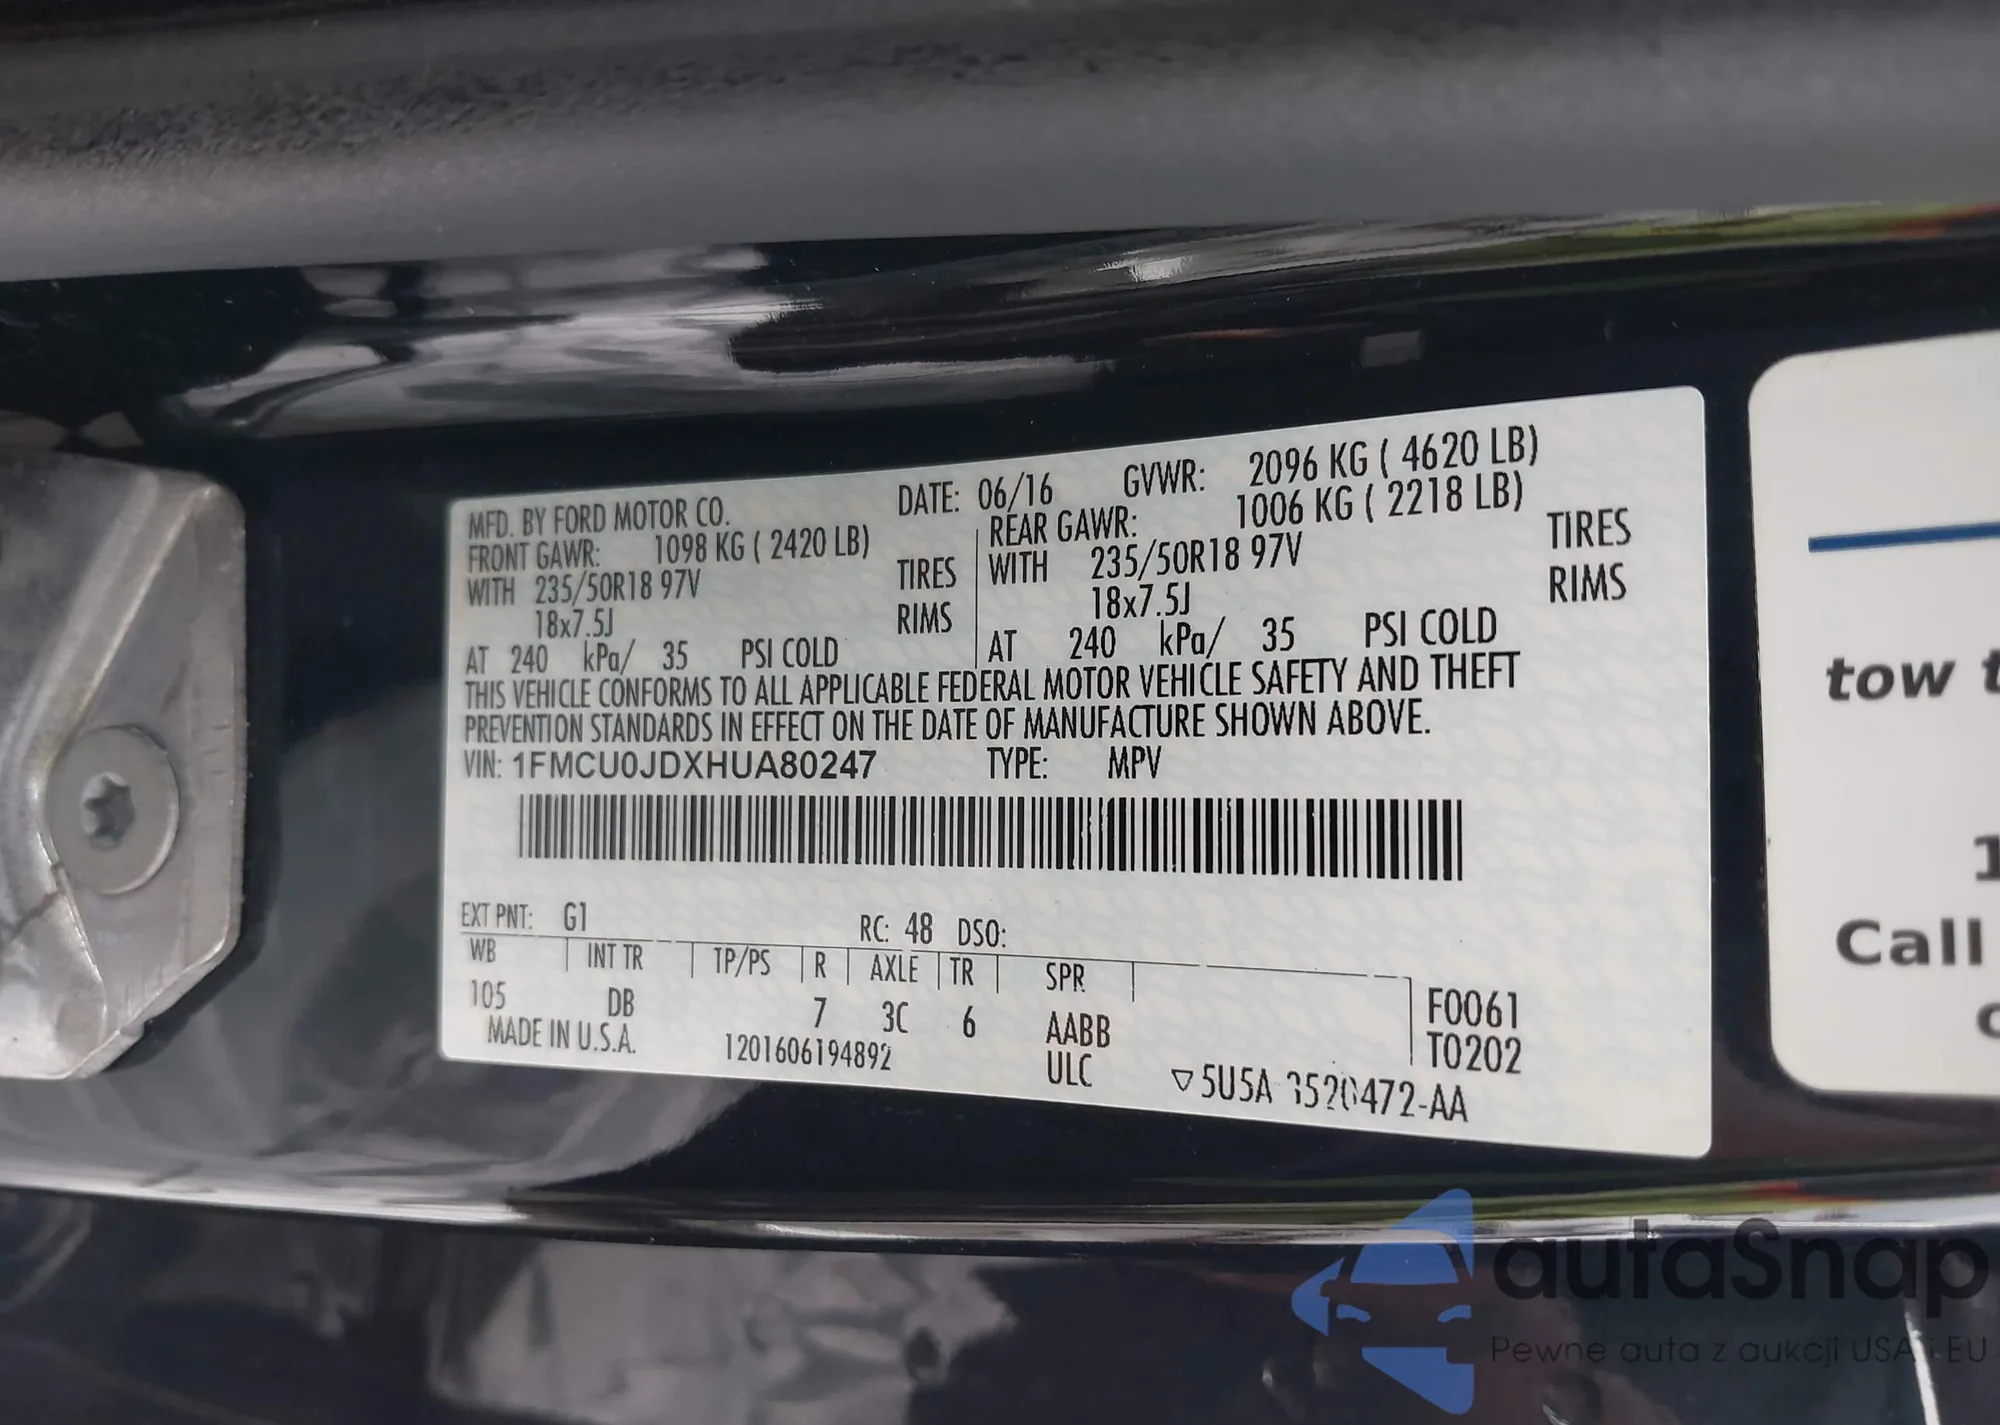 MFD. BY FORD MOTOR CO. DATE: 06/16 GVWR: 2096 KG ( 4620 LB)
FRONT GAWR: 1098 KG ( 2420 LB) REAR GAWR: 1006 KG ( 2218 LB)
WITH 235/50R18 97V TIRES WITH 235/50R18 97V TIRES
18x7.5J RIMS 18x7.5J RIMS
AT 240 kPa/ 35 PSI COLD AT 240 kPa/ 35 PSI COLD
THIS VEHICLE CONFORMS TO ALL APPLICABLE FEDERAL MOTOR VEHICLE SAFETY AND THEFT
PREVENTION STANDARDS IN EFFECT ON THE DATE OF MANUFACTURE SHOWN ABOVE.
VIN: 1FMCU0JDXHUA80247 TYPE: MPV
EXT PNT: G1 RC: 48 DSO:
WB INT TR TP/PS R AXLE TR SPR
105 DB 7 3C 6 AABB F0061
MADE IN U.S.A. 1201606194892 ULC T0202
5U5A 3520472-AA
tow
Call
autaSnap
Pewne auta z aukcji USA i EU